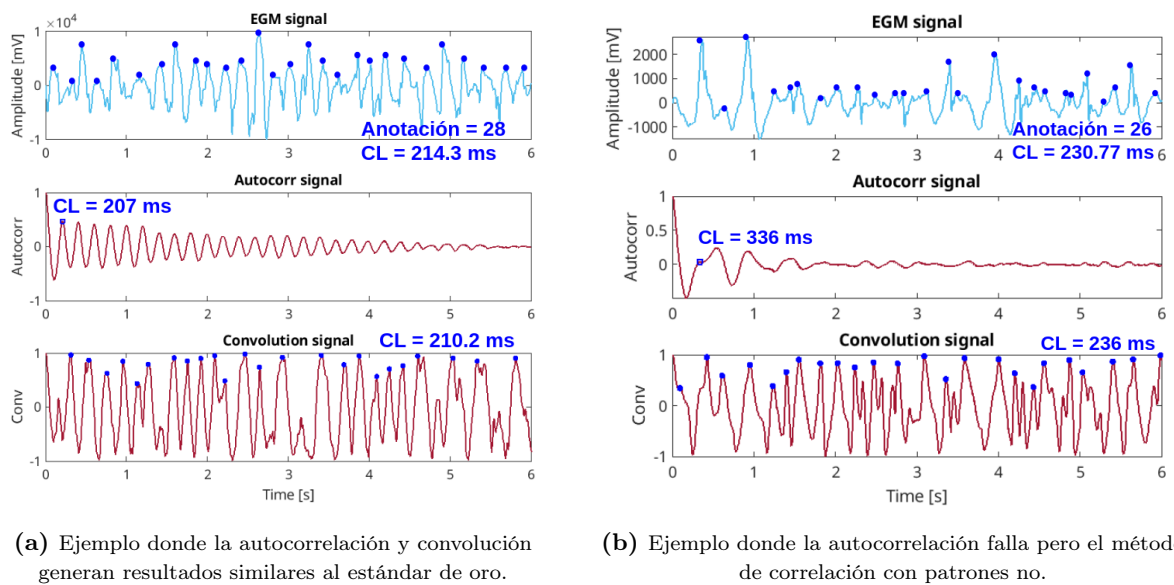 EGM signal
×10⁴
1
0
-1
Amplitude [mV]
Anotación = 28
CL = 214.3 ms
0 1 2 3 6
Autocorr signal
1
0
-1
Autocorr
CL = 207 ms
0 1 2 3 4 5 6
Convolution signal
CL = 210.2 ms
1
0
-1
Conv
0 1 2 3 4 5 6
Time [s]
(a) Ejemplo donde la autocorrelación y convolución
generan resultados similares al estándar de oro.
EGM signal
2000
1000
0
-1000
Amplitude [mV]
Anotación = 26
CL = 230.77 ms
0 1 2 3 4 6
Autocorr signal
1
0.5
0
Autocorr
CL = 336 ms
0 1 2 3 4 5 6
Convolution signal
CL = 236 ms
1
0
1
Conv
0 1 2 3 4 5 6
Time [s]
(b) Ejemplo donde la autocorrelación falla pero el métod
de correlación con patrones no.